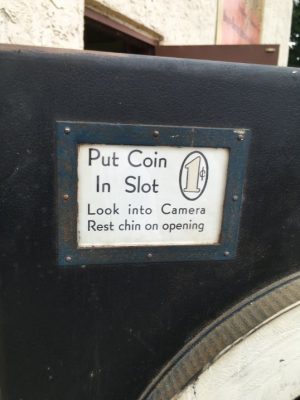 Put Coin
In Slot 1¢
Look into Camera
Rest chin on opening